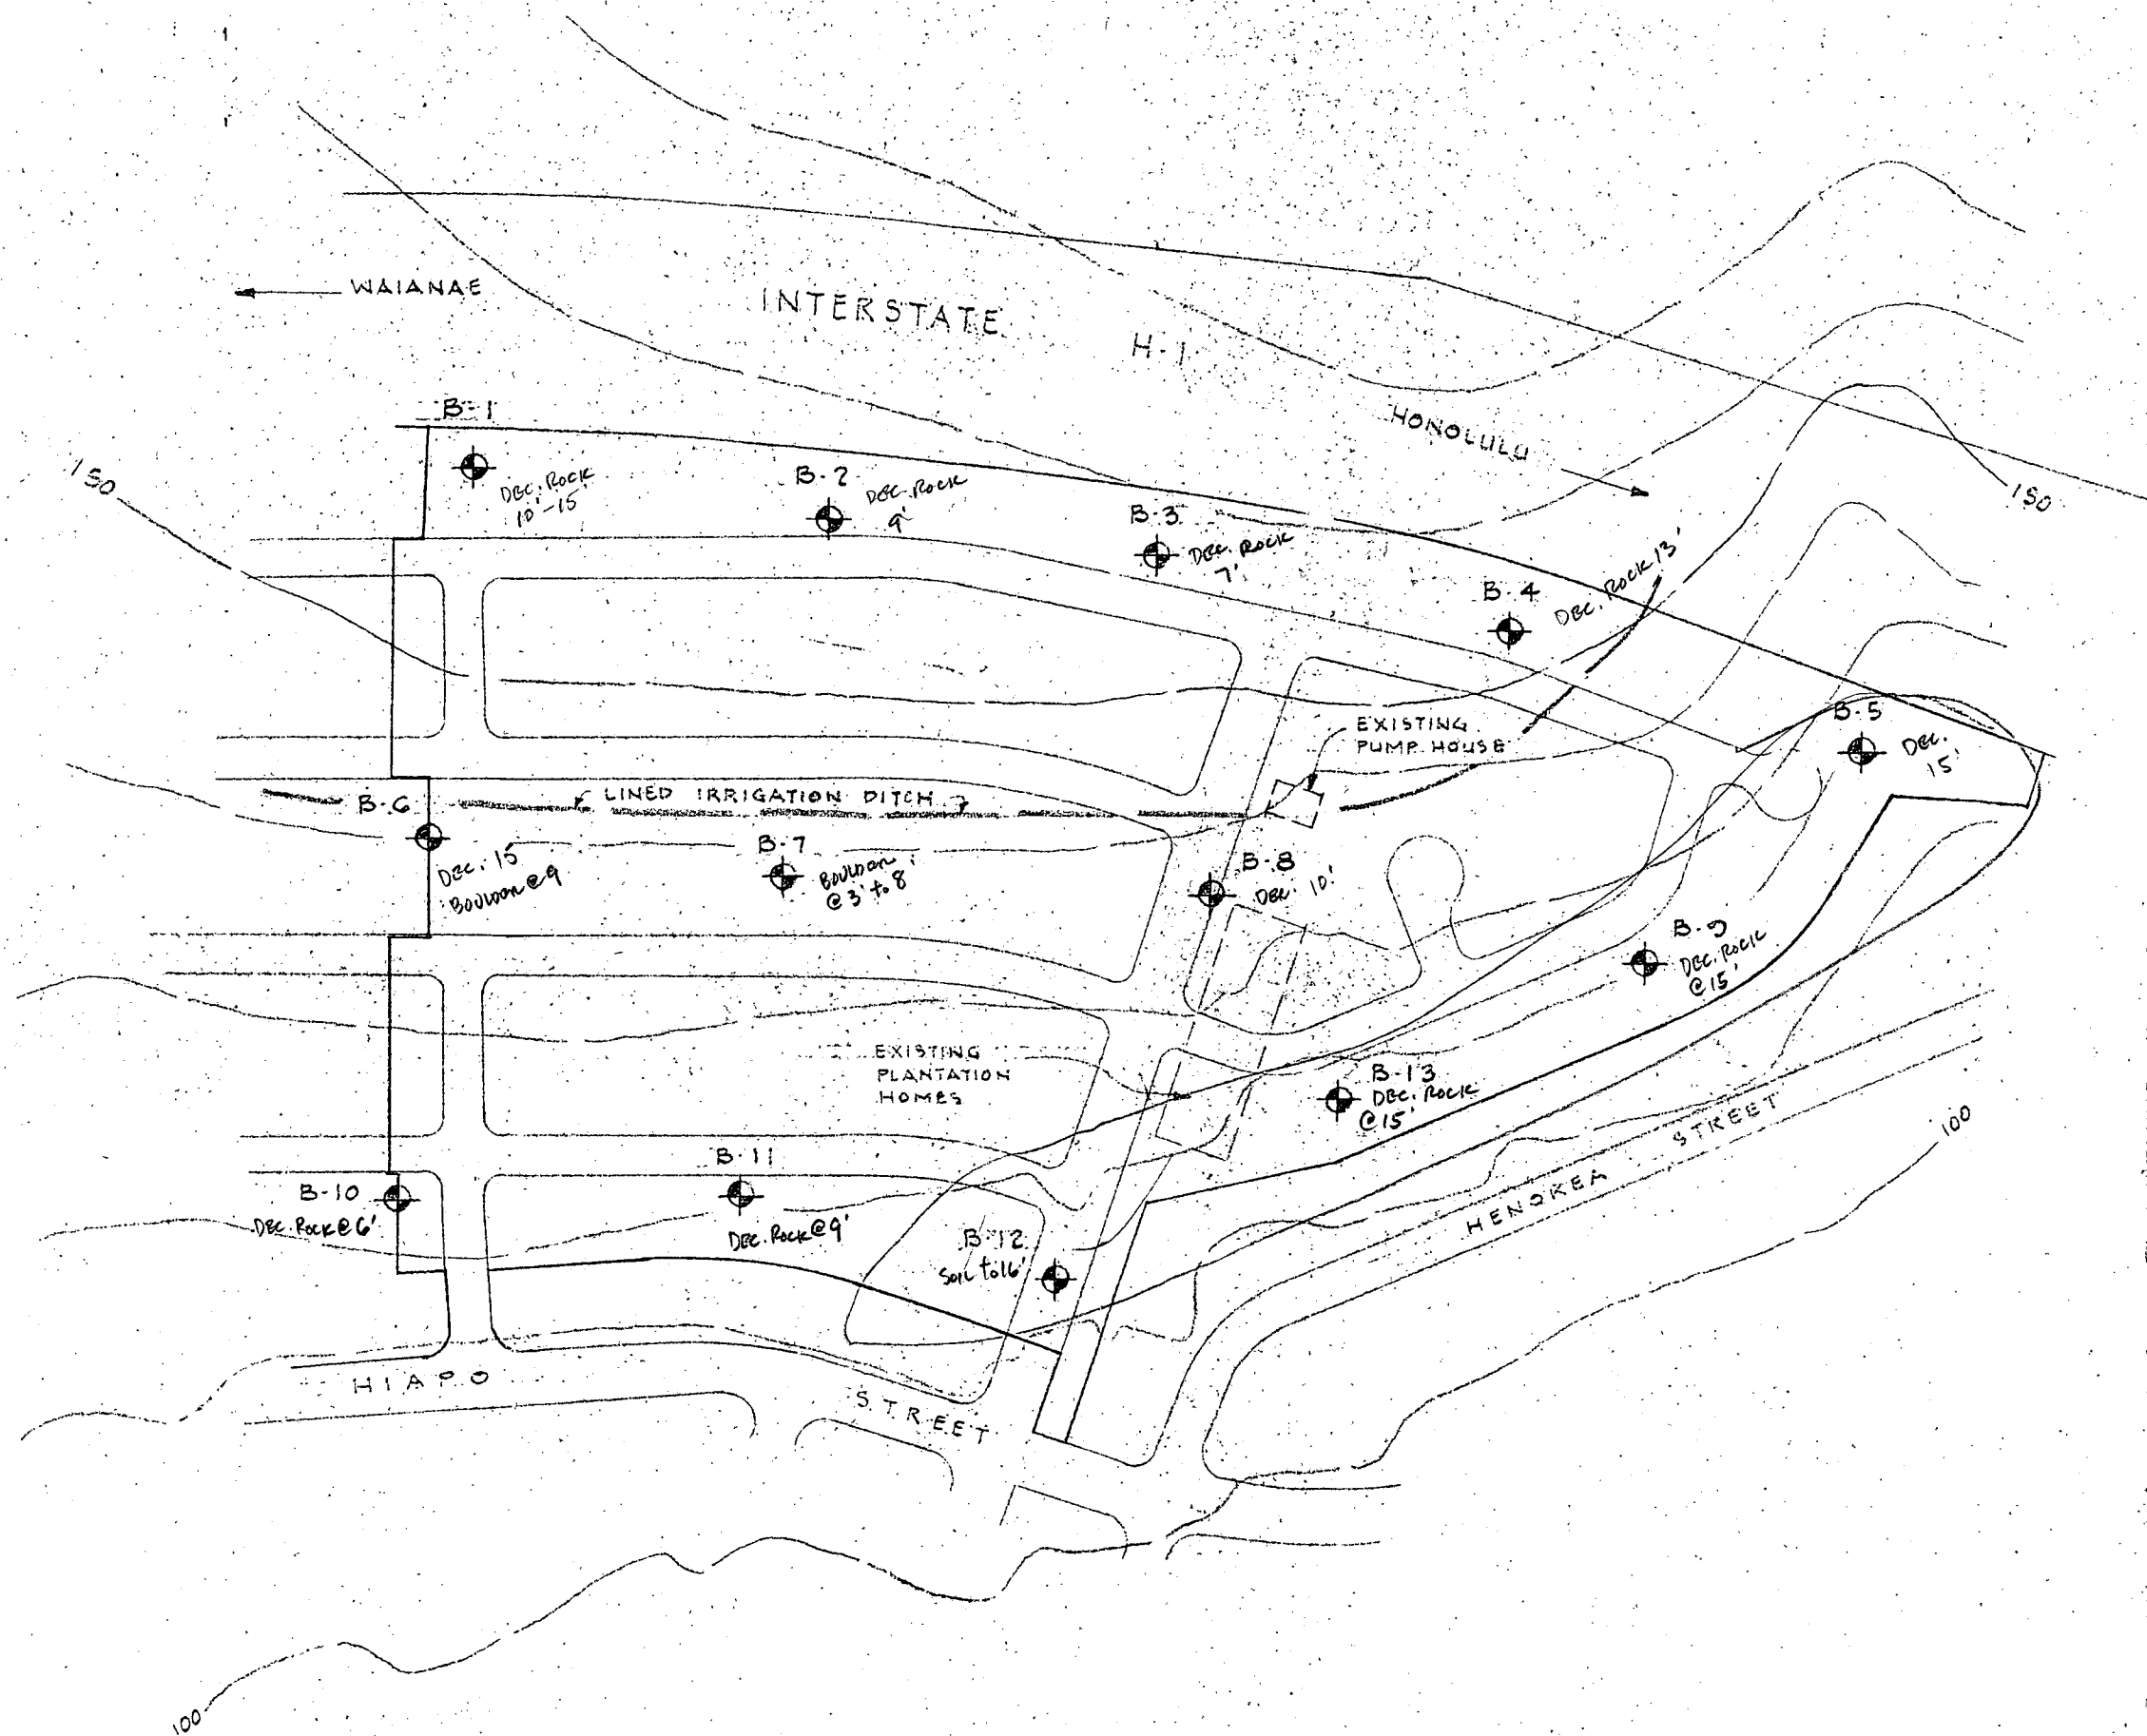 WAIANAE
INTERSTATE
H-1
HONOLULU
B-1
DEC. ROCK
10'-15'
150
B-2
DEC. ROCK
9'
B-3
DEC. ROCK
7'
150
B-4
DEC. ROCK 13'
B-5
DEC.
15'
EXISTING
PUMP HOUSE
LINED IRRIGATION DITCH
B-6
DEC. 15'
BOULDER @ 9
B-7
BOULDER
@ 3' to 8'
B-8
DEC. 10'
B-9
DEC. ROCK
@ 15'
EXISTING
PLANTATION
HOMES
B-13
DEC. ROCK
@ 15'
B-10
DEC. ROCK @ 6'
B-11
DEC. ROCK @ 9'
B-12
SOIL to 16'
HENOKEA STREET
100
HIAPO
STREET
100